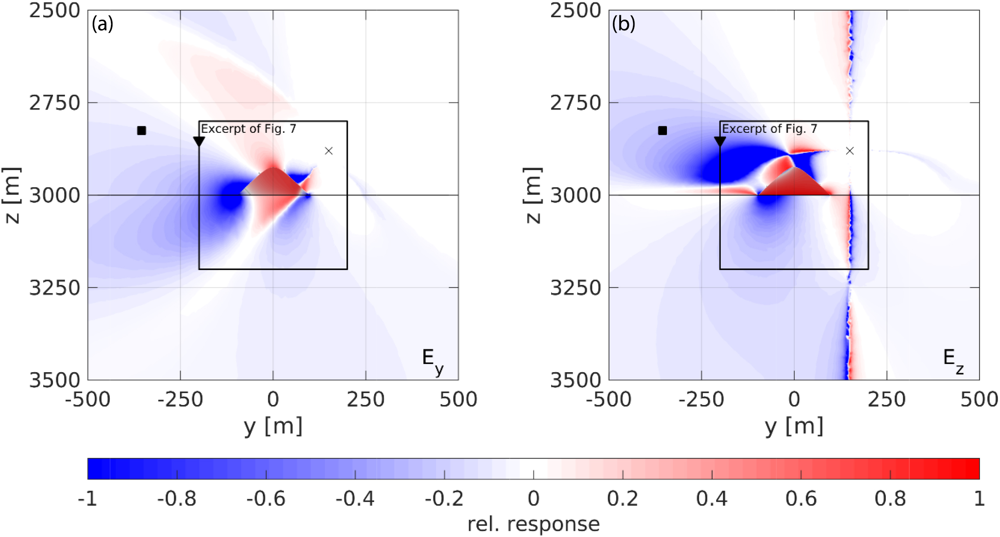 (a)
2500
2750
3000
3250
3500
z [m]
Excerpt of Fig. 7
E_y
-500 -250 0 250 500
y [m]
(b)
2500
2750
3000
3250
3500
z [m]
Excerpt of Fig. 7
E_z
-500 -250 0 250 500
y [m]
-1 -0.8 -0.6 -0.4 -0.2 0 0.2 0.4 0.6 0.8 1
rel. response